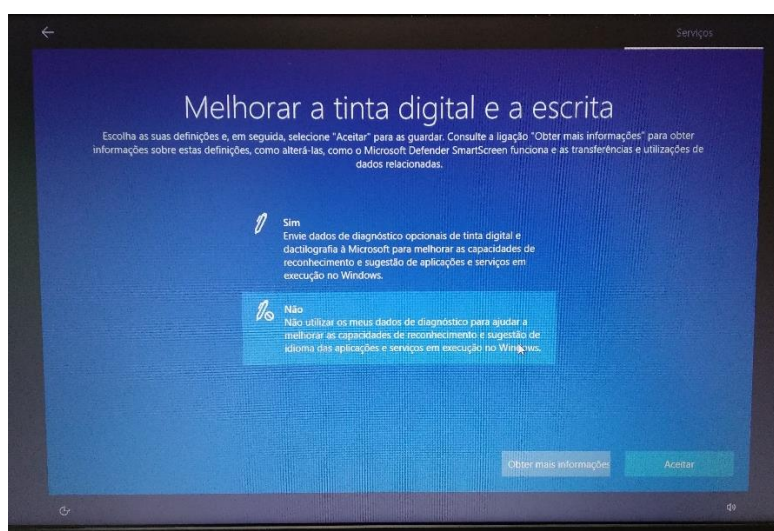 Serviços
Melhorar a tinta digital e a escrita
Escolha as suas definições e, em seguida, selecione "Aceitar" para as guardar. Consulte a ligação "Obter mais informações" para obter
informações sobre estas definições, como alterá-las, como o Microsoft Defender SmartScreen funciona e as transferências e utilizações de
dados relacionadas.
Sim
Envie dados de diagnóstico opcionais de tinta digital e
dactilografia à Microsoft para melhorar as capacidades de
reconhecimento e sugestão de aplicações e serviços em
execução no Windows.
Não
Não utilizar os meus dados de diagnóstico para ajudar a
melhorar as capacidades de reconhecimento e sugestão de
idioma das aplicações e serviços em execução no Windows.
Obter mais informações
Aceitar